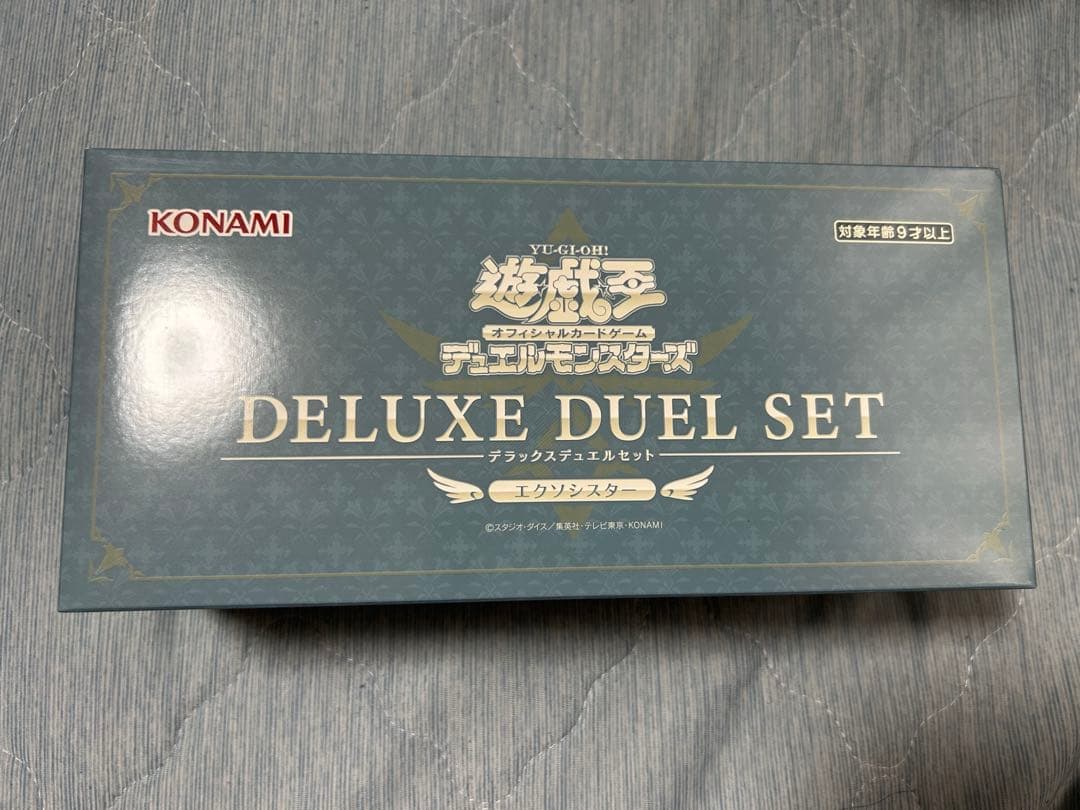 KONAMI
対象年齢9才以上
YU-GI-OH!
遊戯王
オフィシャルカードゲーム
デュエルモンスターズ
DELUXE DUEL SET
デラックスデュエルセット
エクソシスター
©スタジオ・ダイス／集英社・テレビ東京・KONAMI